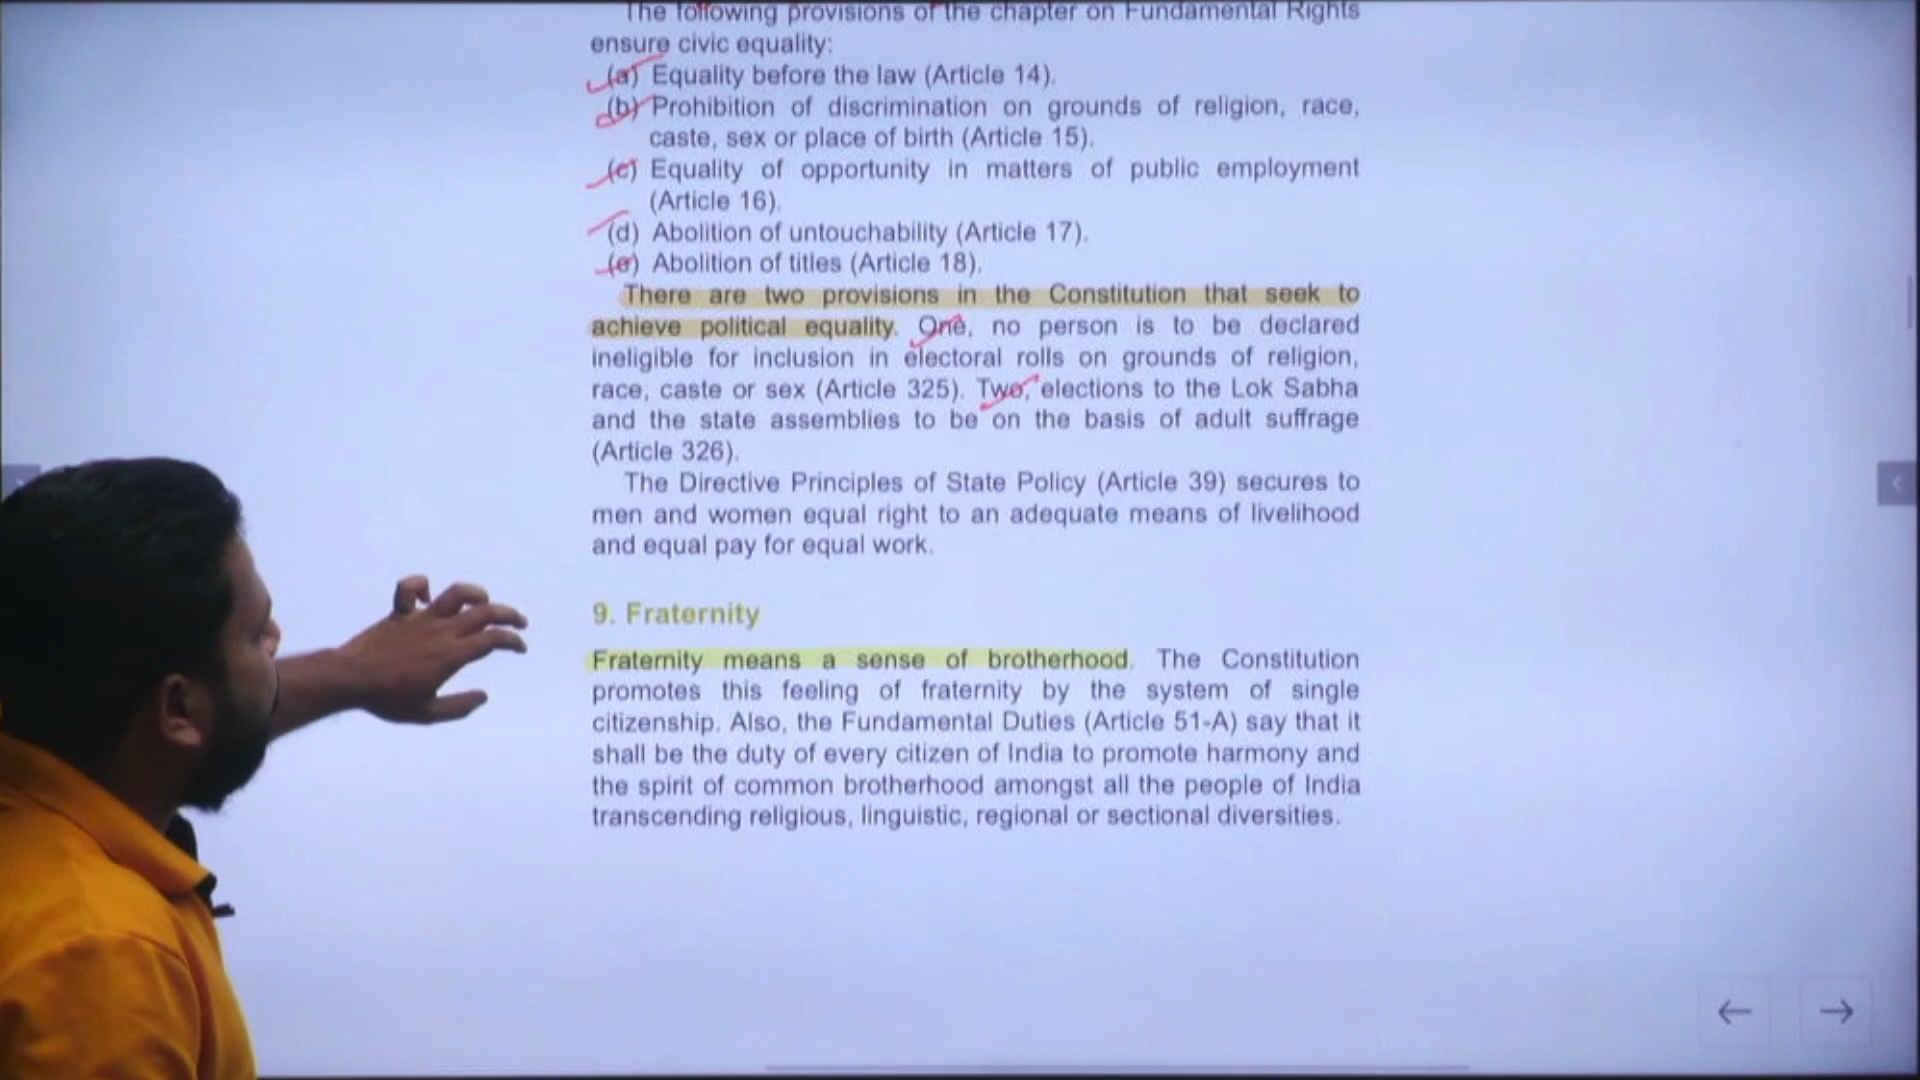 The following provisions of the chapter on Fundamental Rights
ensure civic equality:
(a) Equality before the law (Article 14).
(b) Prohibition of discrimination on grounds of religion, race,
caste, sex or place of birth (Article 15).
(c) Equality of opportunity in matters of public employment
(Article 16).
(d) Abolition of untouchability (Article 17).
(e) Abolition of titles (Article 18).
There are two provisions in the Constitution that seek to
achieve political equality. One, no person is to be declared
ineligible for inclusion in electoral rolls on grounds of religion,
race, caste or sex (Article 325). Two, elections to the Lok Sabha
and the state assemblies to be on the basis of adult suffrage
(Article 326).
The Directive Principles of State Policy (Article 39) secures to
men and women equal right to an adequate means of livelihood
and equal pay for equal work.
9. Fraternity
Fraternity means a sense of brotherhood. The Constitution
promotes this feeling of fraternity by the system of single
citizenship. Also, the Fundamental Duties (Article 51-A) say that it
shall be the duty of every citizen of India to promote harmony and
the spirit of common brotherhood amongst all the people of India
transcending religious, linguistic, regional or sectional diversities.